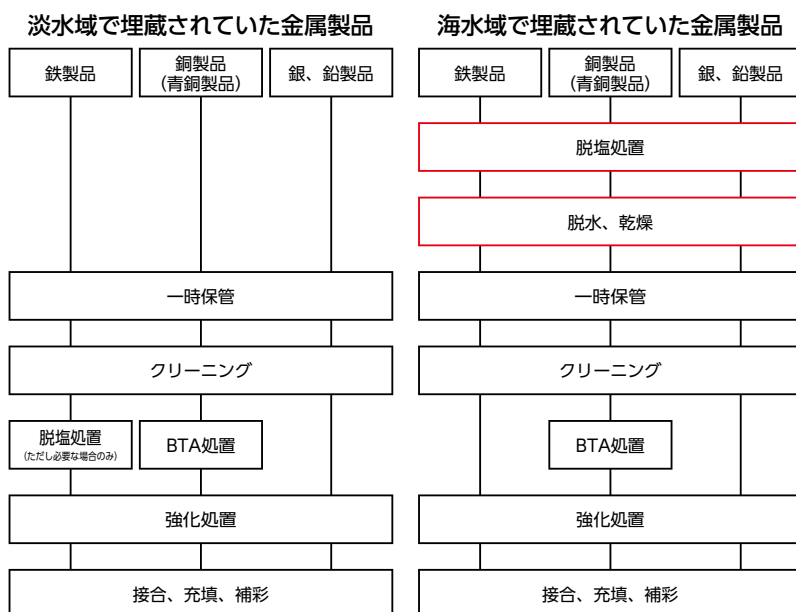 淡水域で埋蔵されていた金属製品
鉄製品
銅製品
(青銅製品)
銀、鉛製品
一時保管
クリーニング
脱塩処置
(ただし必要な場合のみ)
BTA処置
強化処置
接合、充填、補彩
海水域で埋蔵されていた金属製品
鉄製品
銅製品
(青銅製品)
銀、鉛製品
脱塩処置
脱水、乾燥
一時保管
クリーニング
BTA処置
強化処置
接合、充填、補彩